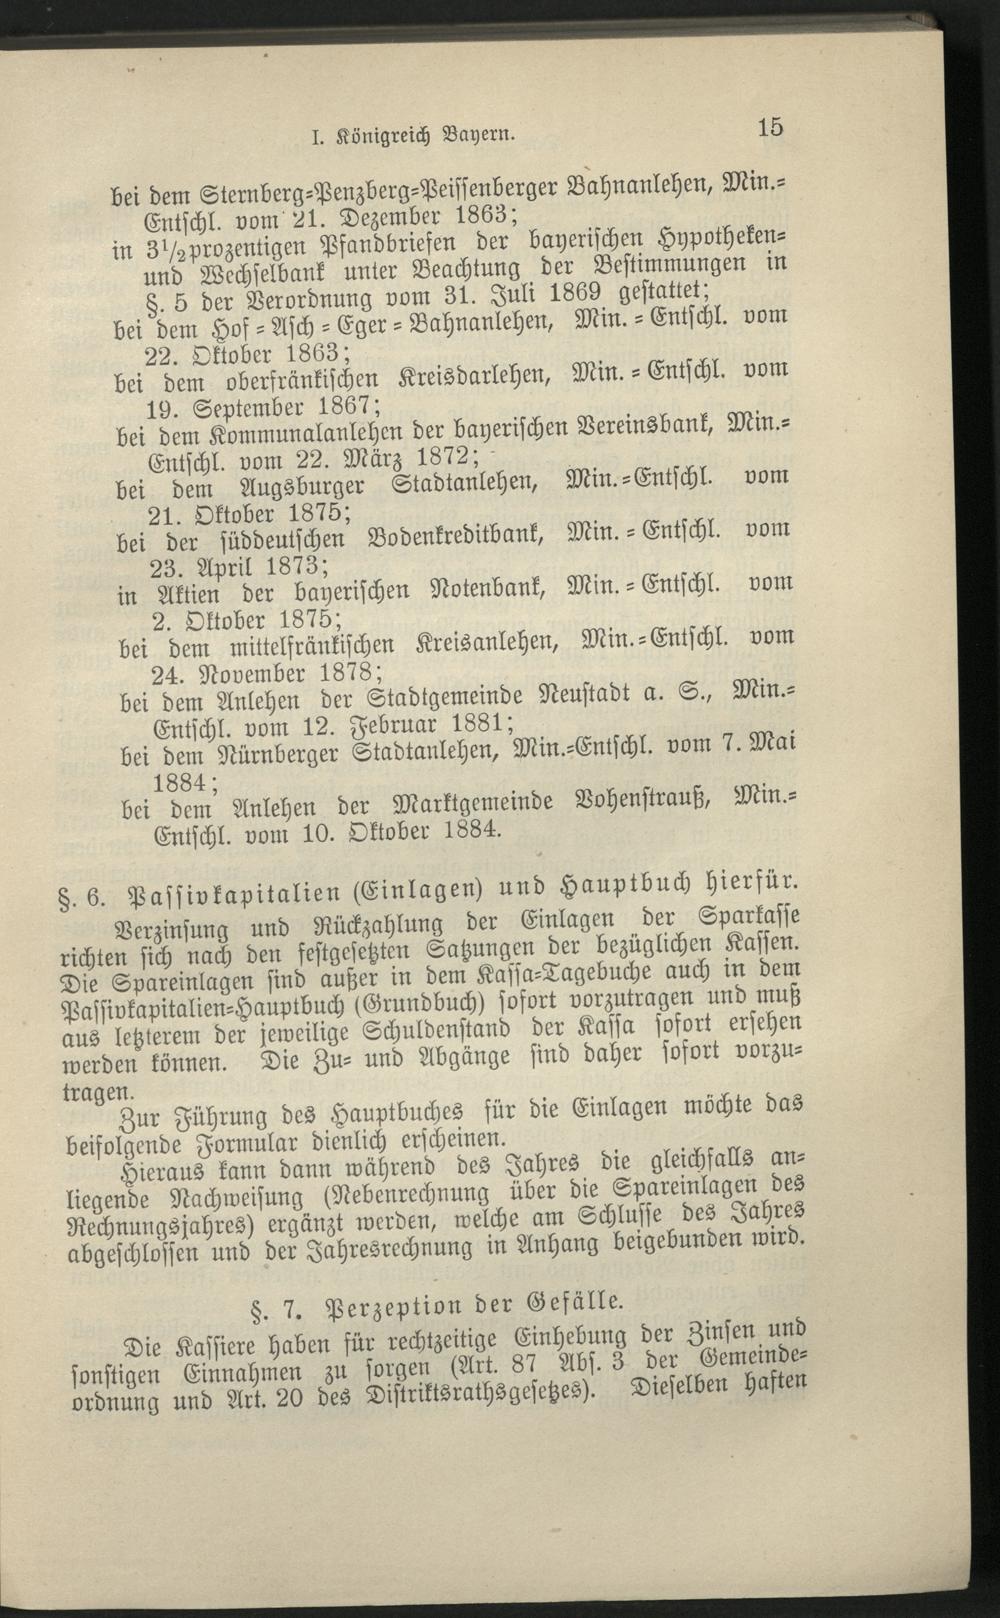 I. Königreich Bayern. 15
bei dem Sternberg-Penzberg-Peissenberger Bahnanlehen, Min.-
Entschl. vom 21. Dezember 1863;
in 3½prozentigen Pfandbriefen der bayerischen Hypotheken-
und Wechselbank unter Beachtung der Bestimmungen in
§. 5 der Verordnung vom 31. Juli 1869 gestattet;
bei dem Hof-Asch-Eger-Bahnanlehen, Min.-Entschl. vom
22. Oktober 1863;
bei dem oberfränkischen Kreisdarlehen, Min.-Entschl. vom
19. September 1867;
bei dem Kommunalanlehen der bayerischen Vereinsbank, Min.-
Entschl. vom 22. März 1872;
bei dem Augsburger Stadtanlehen, Min.-Entschl. vom
21. Oktober 1875;
bei der süddeutschen Bodenkreditbank, Min.-Entschl. vom
23. April 1873;
in Aktien der bayerischen Notenbank, Min.-Entschl. vom
2. Oktober 1875;
bei dem mittelfränkischen Kreisanlehen, Min.-Entschl. vom
24. November 1878;
bei dem Anlehen der Stadtgemeinde Neustadt a. S., Min.-
Entschl. vom 12. Februar 1881;
bei dem Nürnberger Stadtanlehen, Min.-Entschl. vom 7. Mai
1884;
bei dem Anlehen der Marktgemeinde Vohenstrauß, Min.-
Entschl. vom 10. Oktober 1884.
§. 6. Passivkapitalien (Einlagen) und Hauptbuch hierfür.
Verzinsung und Rückzahlung der Einlagen der Sparkasse
richten sich nach den festgesetzten Satzungen der bezüglichen Kassen.
Die Spareinlagen sind außer in dem Kassa-Tagebuche auch in dem
Passivkapitalien-Hauptbuch (Grundbuch) sofort vorzutragen und muß
aus letzterem der jeweilige Schuldenstand der Kassa sofort ersehen
werden können. Die Zu- und Abgänge sind daher sofort vorzu-
tragen.
Zur Führung des Hauptbuches für die Einlagen möchte das
beifolgende Formular dienlich erscheinen.
Hieraus kann dann während des Jahres die gleichfalls an-
liegende Nachweisung (Nebenrechnung über die Spareinlagen des
Rechnungsjahres) ergänzt werden, welche am Schlusse des Jahres
abgeschlossen und der Jahresrechnung in Anhang beigebunden wird.
§. 7. Perzeption der Gefälle.
Die Kassiere haben für rechtzeitige Einhebung der Zinsen und
sonstigen Einnahmen zu sorgen (Art. 87 Abs. 3 der Gemeinde-
ordnung und Art. 20 des Distriktsrathsgesetzes). Dieselben haften